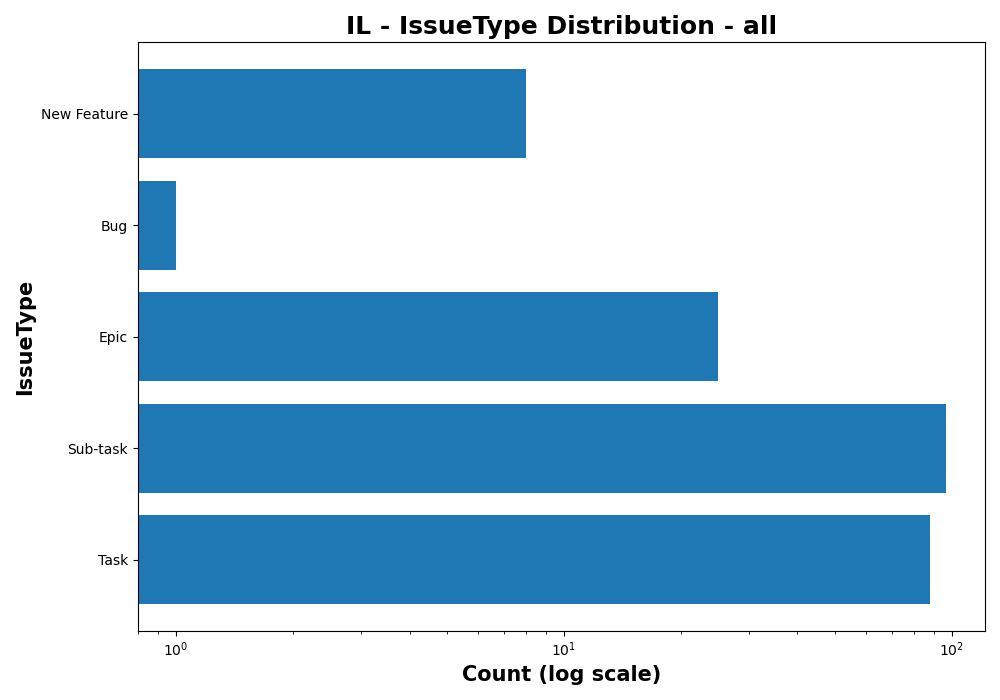 IL - IssueType Distribution - all
New Feature
Bug
Epic
Sub-task
Task
IssueType
10⁰
10¹
10²
Count (log scale)